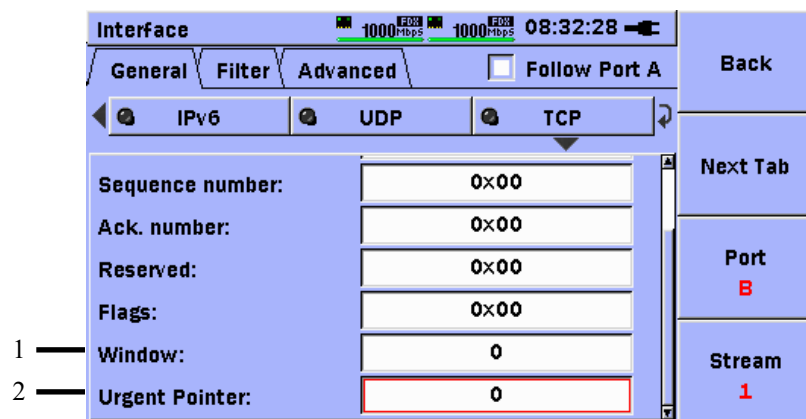 Interface 1000 FDX Mbps 1000 FDX Mbps 08:32:28
General Filter Advanced Follow Port A
IPv6 UDP TCP
Sequence number: 0x00
Ack. number: 0x00
Reserved: 0x00
Flags: 0x00
1 Window: 0
2 Urgent Pointer: 0
Back
Next Tab
Port
B
Stream
1